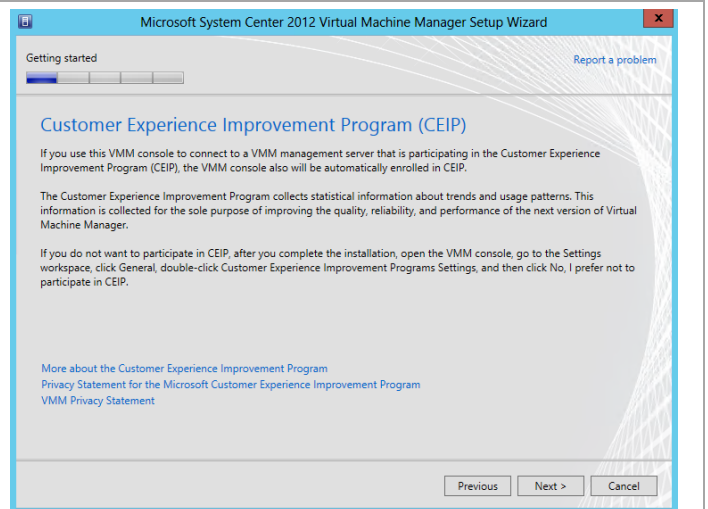 Microsoft System Center 2012 Virtual Machine Manager Setup Wizard
x
Getting started
Report a problem
Customer Experience Improvement Program (CEIP)
If you use this VMM console to connect to a VMM management server that is participating in the Customer Experience
Improvement Program (CEIP), the VMM console also will be automatically enrolled in CEIP.
The Customer Experience Improvement Program collects statistical information about trends and usage patterns. This
information is collected for the sole purpose of improving the quality, reliability, and performance of the next version of Virtual
Machine Manager.
If you do not want to participate in CEIP, after you complete the installation, open the VMM console, go to the Settings
workspace, click General, double-click Customer Experience Improvement Programs Settings, and then click No, I prefer not to
participate in CEIP.
More about the Customer Experience Improvement Program
Privacy Statement for the Microsoft Customer Experience Improvement Program
VMM Privacy Statement
Previous
Next >
Cancel